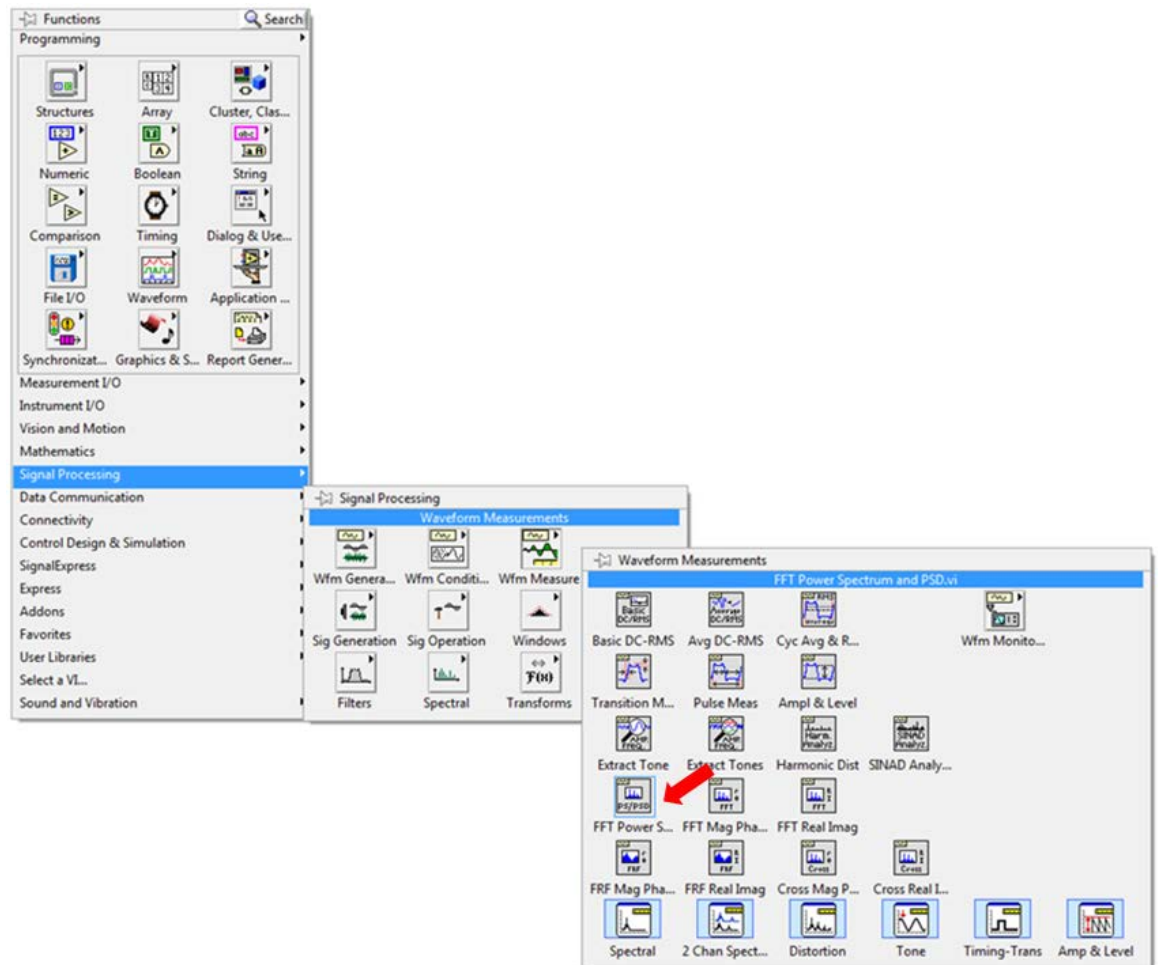 Functions Search
Programming
Structures Array Cluster, Clas...
Numeric Boolean String
Comparison Timing Dialog & Use...
File I/O Waveform Application ...
Synchronizat... Graphics & S... Report Gener...
Measurement I/O
Instrument I/O
Vision and Motion
Mathematics
Signal Processing
Data Communication
Connectivity
Control Design & Simulation
SignalExpress
Express
Addons
Favorites
User Libraries
Select a VI...
Sound and Vibration
Signal Processing
Waveform Measurements
Wfm Genera... Wfm Conditi... Wfm Measure
Sig Generation Sig Operation Windows
Filters Spectral Transforms
Waveform Measurements
FFT Power Spectrum and PSD.vi
Basic DC-RMS Avg DC-RMS Cyc Avg & R... Wfm Monito...
Transition M... Pulse Meas Ampl & Level
Extract Tone Extract Tones Harmonic Dist SINAD Analy...
PS/PSD
FFT Power S... FFT Mag Pha... FFT Real Imag
FRF Mag Pha... FRF Real Imag Cross Mag P... Cross Real I...
Spectral 2 Chan Spect... Distortion Tone Timing-Trans Amp & Level